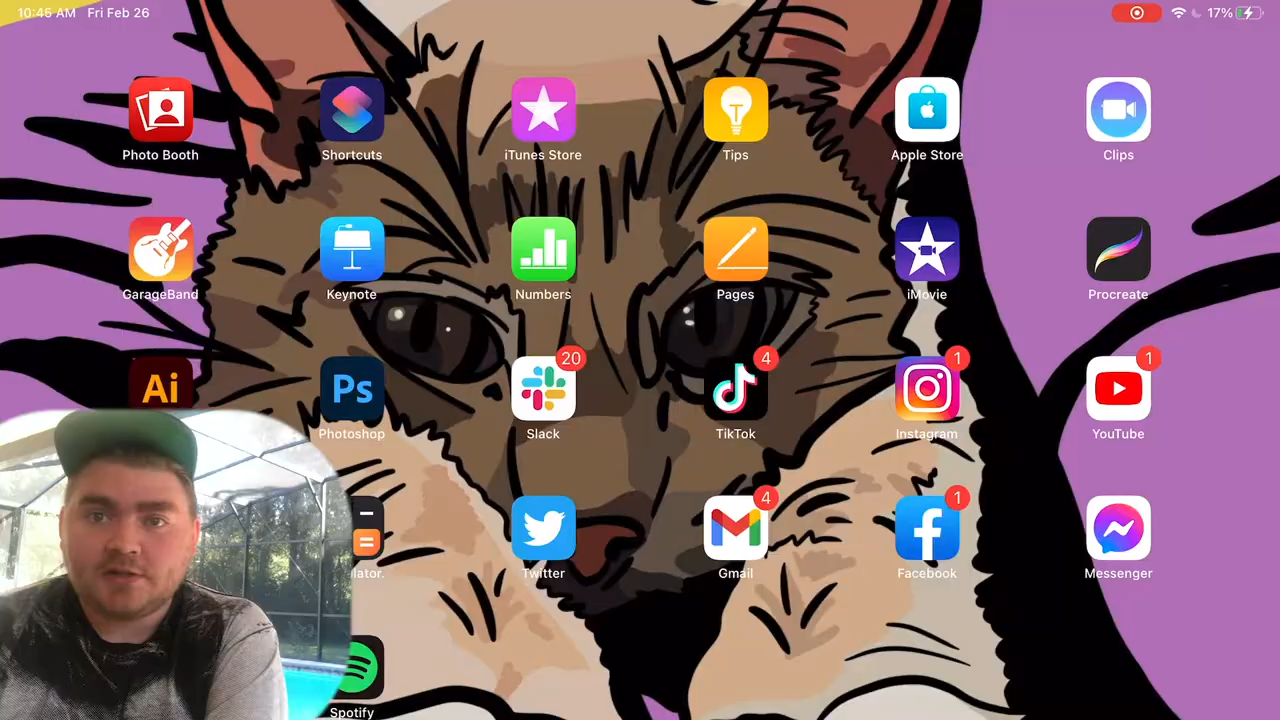 10:45 AM Fri Feb 26
17%
Photo Booth
Shortcuts
iTunes Store
Tips
Apple Store
Clips
GarageBand
Keynote
Numbers
Pages
iMovie
Procreate
Ai
Ps
20
4
1
1
Photoshop
Slack
TikTok
Instagram
YouTube
4
1
lator.
Twitter
Gmail
Facebook
Messenger
Spotify